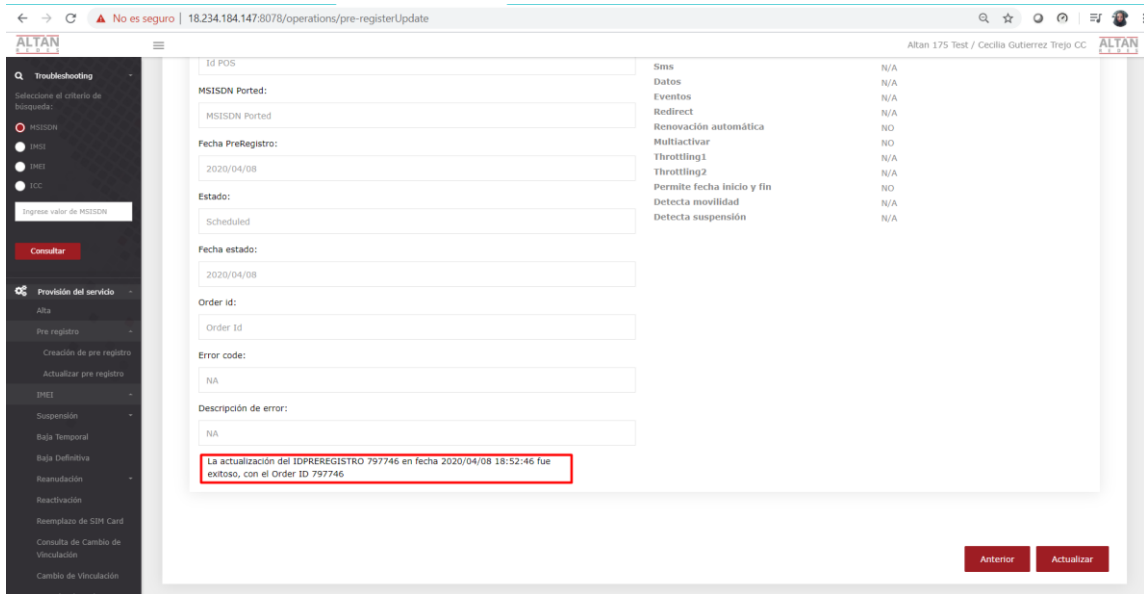 No es seguro | 18.234.184.147:8078/operations/pre-registerUpdate
ALTAN
REDES
Altan 175 Test / Cecilia Gutierrez Trejo CC
ALTAN
REDES
Troubleshooting
Seleccione el criterio de
búsqueda:
MSISDN
IMSI
IMEI
ICC
Ingrese valor de MSISDN
Consultar
Provisión del servicio
Alta
Pre registro
Creación de pre registro
Actualizar pre registro
IMEI
Suspensión
Baja Temporal
Baja Definitiva
Reanudación
Reactivación
Reemplazo de SIM Card
Consulta de Cambio de
Vinculación
Cambio de Vinculación
Id POS
MSISDN Ported:
MSISDN Ported
Fecha PreRegistro:
2020/04/08
Estado:
Scheduled
Fecha estado:
2020/04/08
Order id:
Order Id
Error code:
NA
Descripción de error:
NA
La actualización del IDPREREGISTRO 797746 en fecha 2020/04/08 18:52:46 fue
exitoso, con el Order ID 797746
Sms N/A
Datos N/A
Eventos N/A
Redirect N/A
Renovación automática NO
Multiactivar NO
Throttling1 N/A
Throttling2 N/A
Permite fecha inicio y fin NO
Detecta movilidad N/A
Detecta suspensión N/A
Anterior
Actualizar